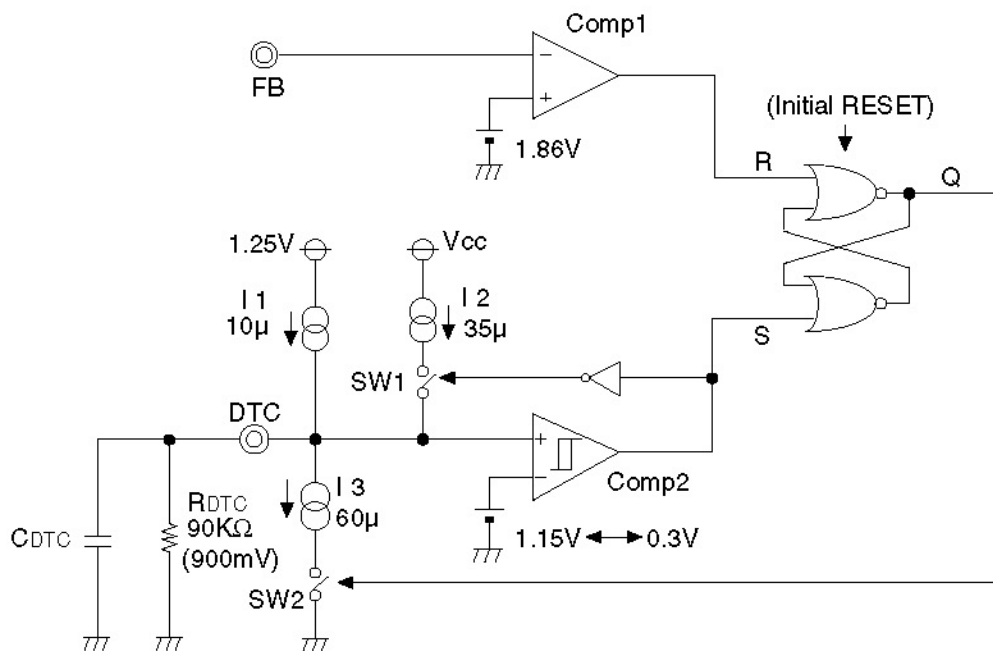 Comp1
FB
(Initial RESET)
1.86V
R
Q
1.25V
Vcc
I 1
10µ
I 2
35µ
S
SW1
DTC
Comp2
I 3
60µ
RDTC
90KΩ
(900mV)
CDTC
1.15V
0.3V
SW2